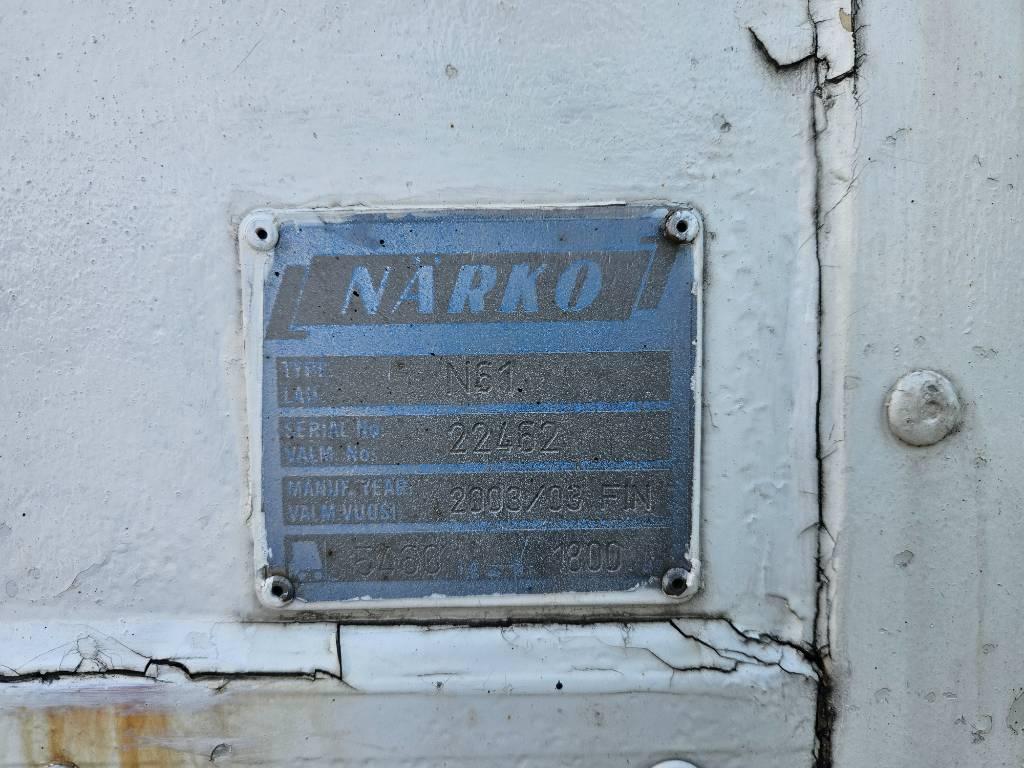 NÄRKO
TYPE N61
LAJI
SERIAL No 22462
VALM. No.
MANUF. YEAR 2003/03 FIN
VALM.VUOSI
5460 / 1800